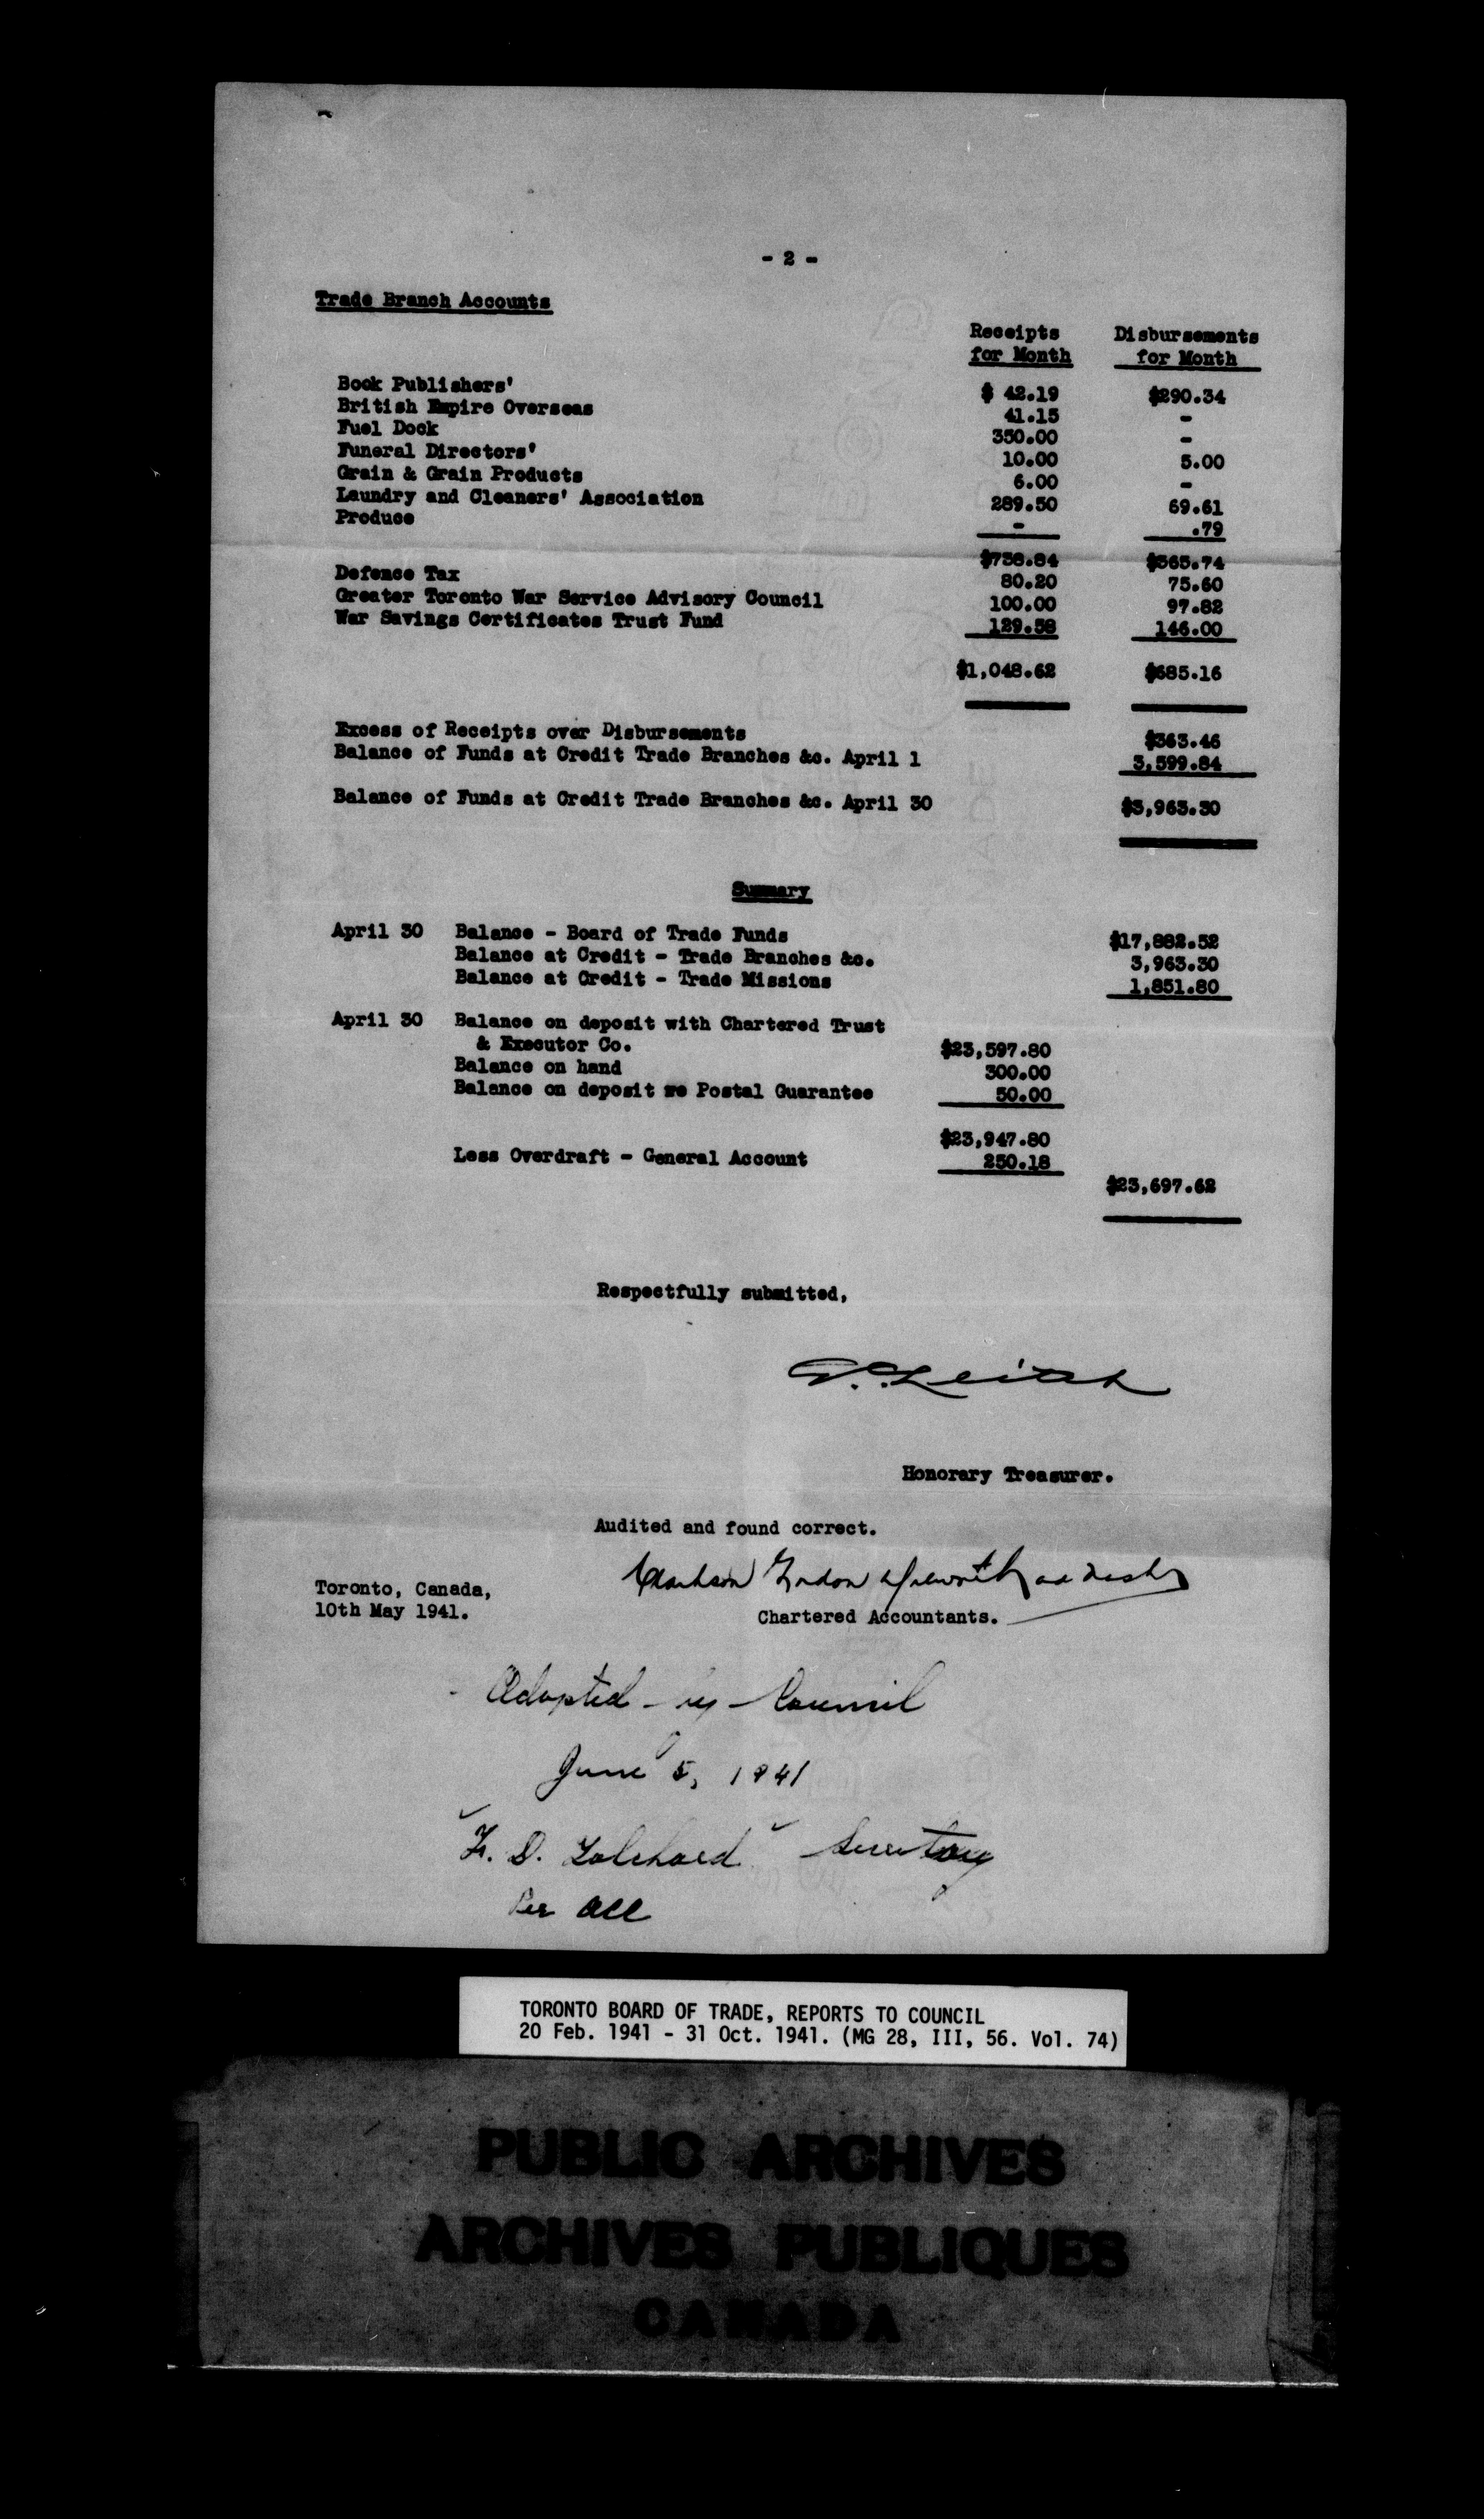 - 2 -
Trade Branch Accounts
Receipts for Month Disbursements for Month
Book Publishers' $ 42.19 $290.34
British Empire Overseas 41.15 -
Fuel Dock 350.00 -
Funeral Directors' 10.00 5.00
Grain & Grain Products 6.00 -
Laundry and Cleaners' Association 289.50 69.61
Produce - .79
$738.84 $365.74
Defence Tax 80.20 75.60
Greater Toronto War Service Advisory Council 100.00 97.82
War Savings Certificates Trust Fund 129.58 146.00
$1,048.62 $685.16
Excess of Receipts over Disbursements $363.46
Balance of Funds at Credit Trade Branches &c. April 1 3,599.84
Balance of Funds at Credit Trade Branches &c. April 30 $3,963.30
Summary
April 30 Balance - Board of Trade Funds $17,882.52
Balance at Credit - Trade Branches &c. 3,963.30
Balance at Credit - Trade Missions 1,851.80
April 30 Balance on deposit with Chartered Trust
& Executor Co. $23,597.80
Balance on hand 300.00
Balance on deposit re Postal Guarantee 50.00
$23,947.80
Less Overdraft - General Account 250.18
$23,697.62
Respectfully submitted,
Leitch
Honorary Treasurer.
Audited and found correct.
Clarkson Gordon Dilworth and Nash
Toronto, Canada,
10th May 1941.
Chartered Accountants.
Adopted - by - Council
June 5, 1941
"F. D. Tolchard" Secretary
Per
TORONTO BOARD OF TRADE, REPORTS TO COUNCIL
20 Feb. 1941 - 31 Oct. 1941. (MG 28, III, 56. Vol. 74)
PUBLIC ARCHIVES
ARCHIVES PUBLIQUES
CANADA